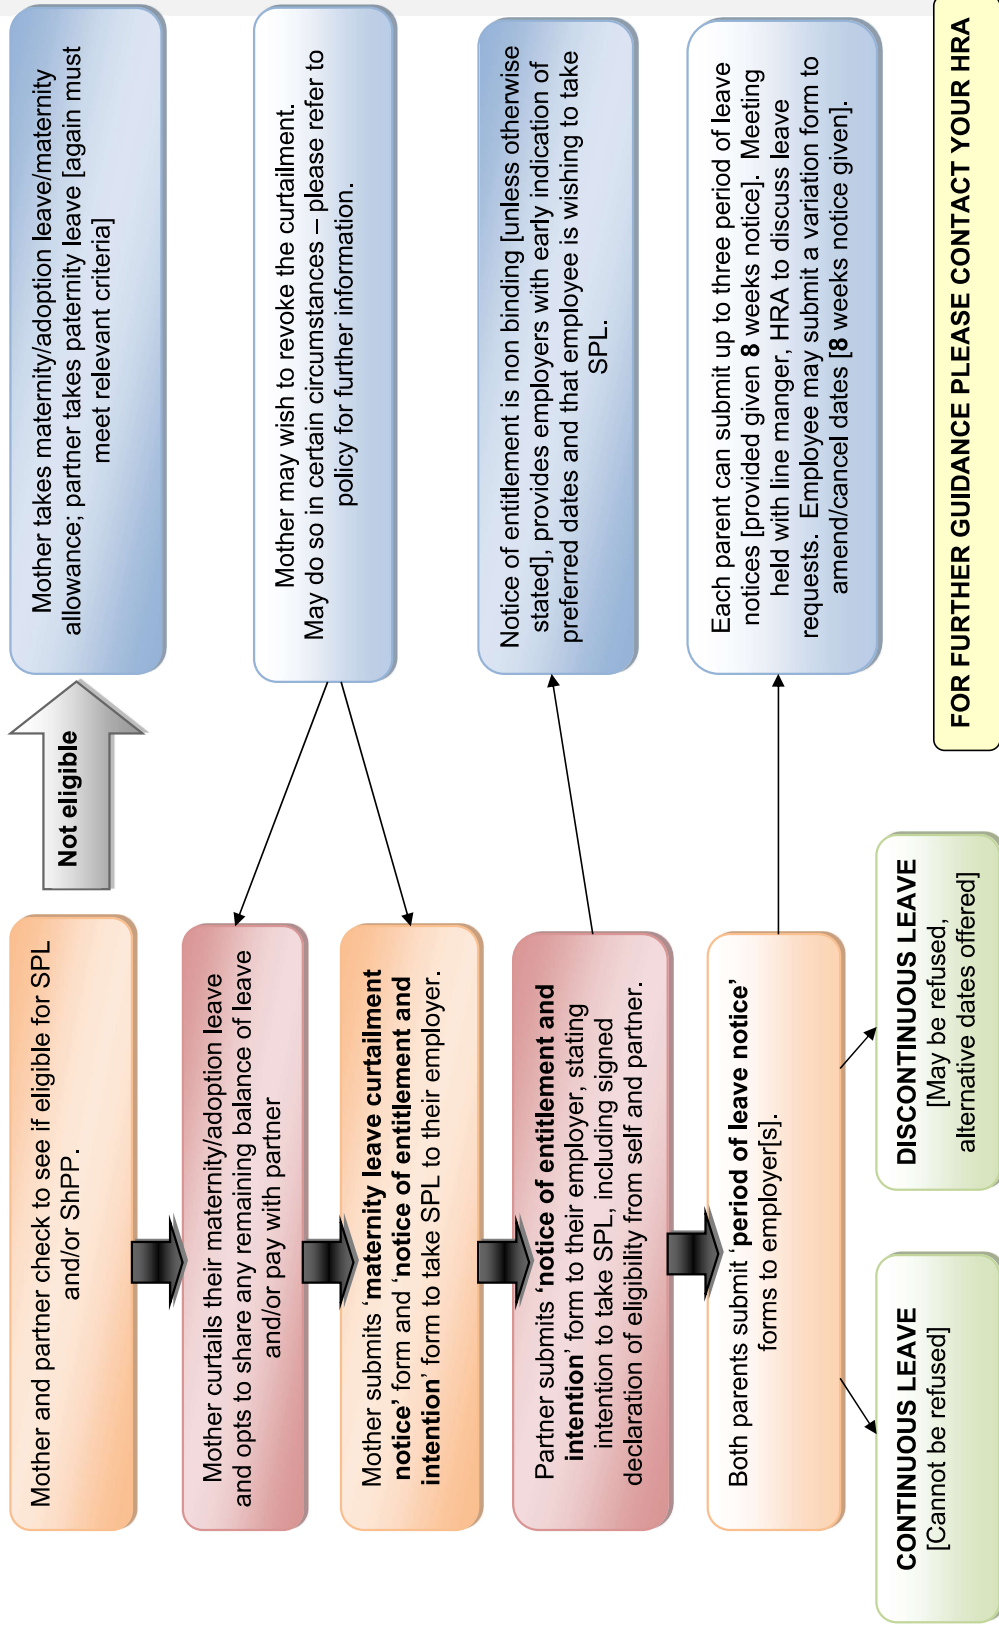 Mother and partner check to see if eligible for SPL
and/or ShPP.
Not eligible
Mother takes maternity/adoption leave/maternity
allowance; partner takes paternity leave [again must
meet relevant criteria]
Mother curtails their maternity/adoption leave
and opts to share any remaining balance of leave
and/or pay with partner
Mother may wish to revoke the curtailment.
May do so in certain circumstances – please refer to
policy for further information.
Mother submits ‘maternity leave curtailment
notice’ form and ‘notice of entitlement and
intention’ form to take SPL to their employer.
Partner submits ‘notice of entitlement and
intention’ form to their employer, stating
intention to take SPL, including signed
declaration of eligibility from self and partner.
Notice of entitlement is non binding [unless otherwise
stated], provides employers with early indication of
preferred dates and that employee is wishing to take
SPL.
Both parents submit ‘period of leave notice’
forms to employer[s].
Each parent can submit up to three period of leave
notices [provided given 8 weeks notice]. Meeting
held with line manger, HRA to discuss leave
requests. Employee may submit a variation form to
amend/cancel dates [8 weeks notice given].
CONTINUOUS LEAVE
[Cannot be refused]
DISCONTINUOUS LEAVE
[May be refused,
alternative dates offered]
FOR FURTHER GUIDANCE PLEASE CONTACT YOUR HRA